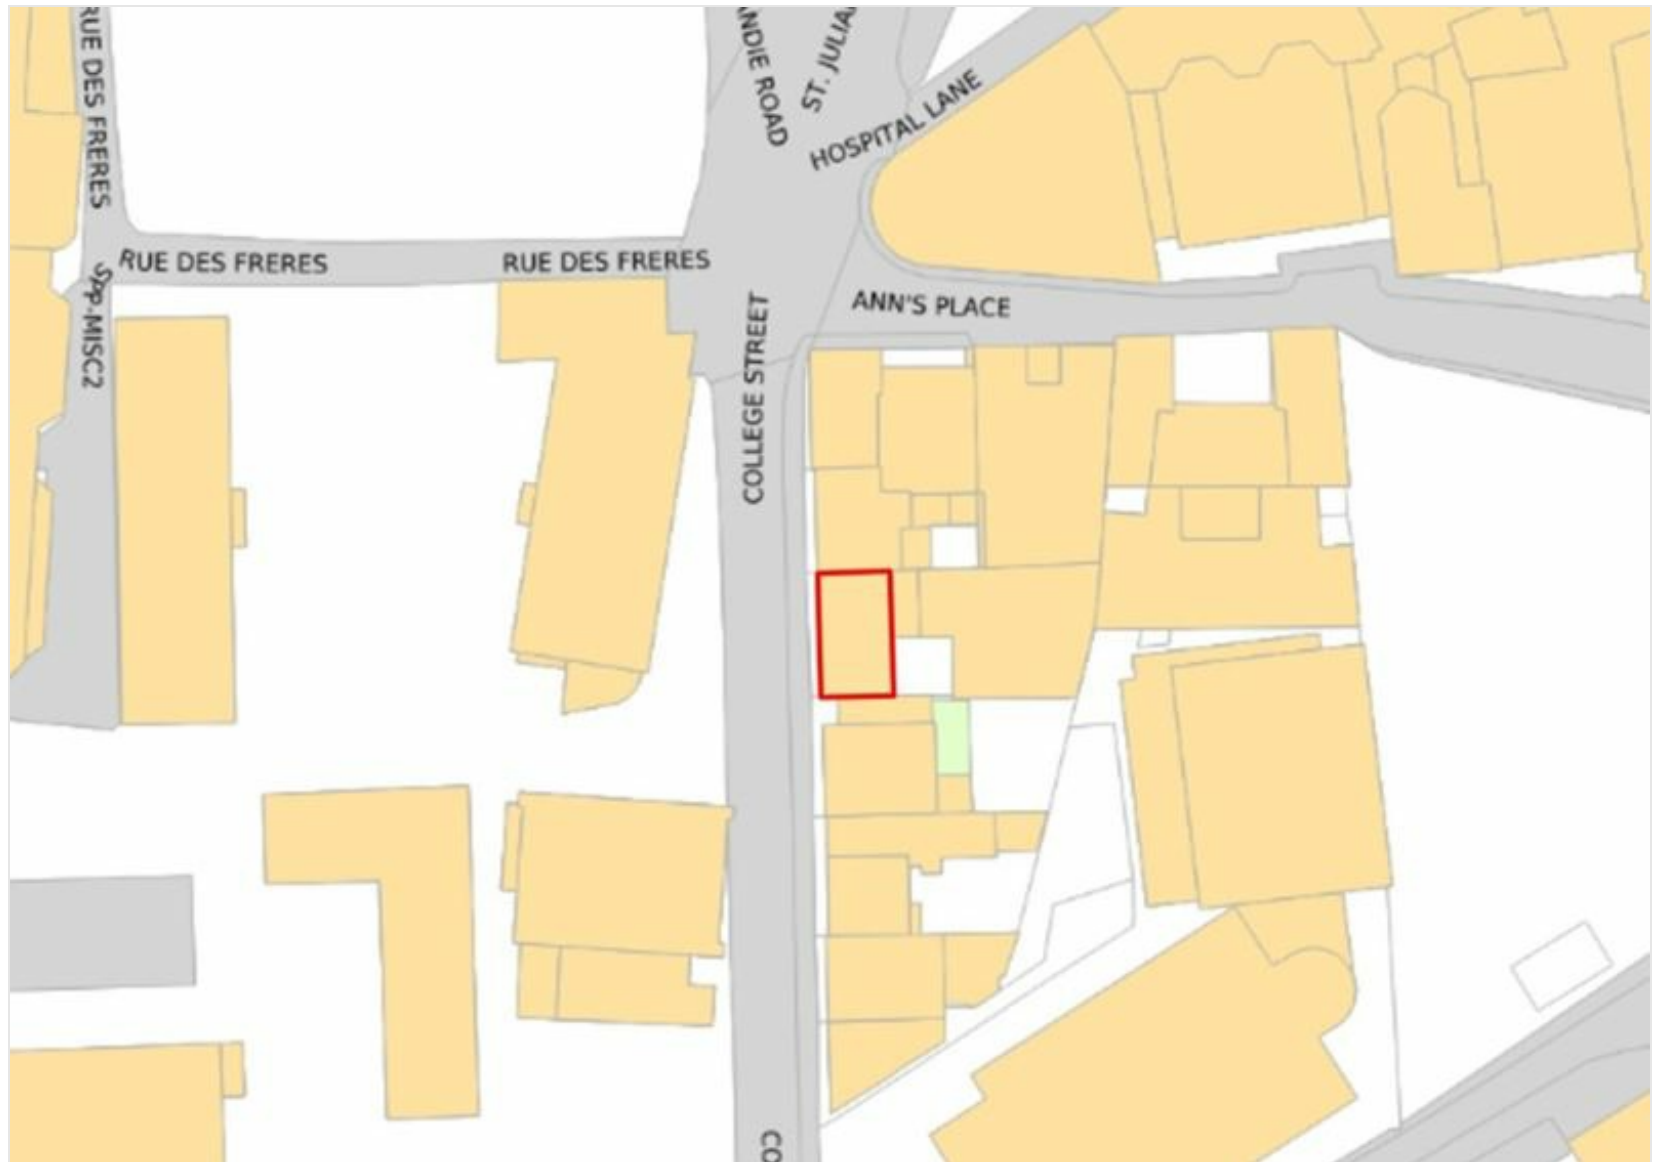 RUE DES FRERES
ANDIE ROAD
ST. JULIA
HOSPITAL LANE
RUE DES FRERES
RUE DES FRERES
ANN'S PLACE
COLLEGE STREET
MISC2
CO